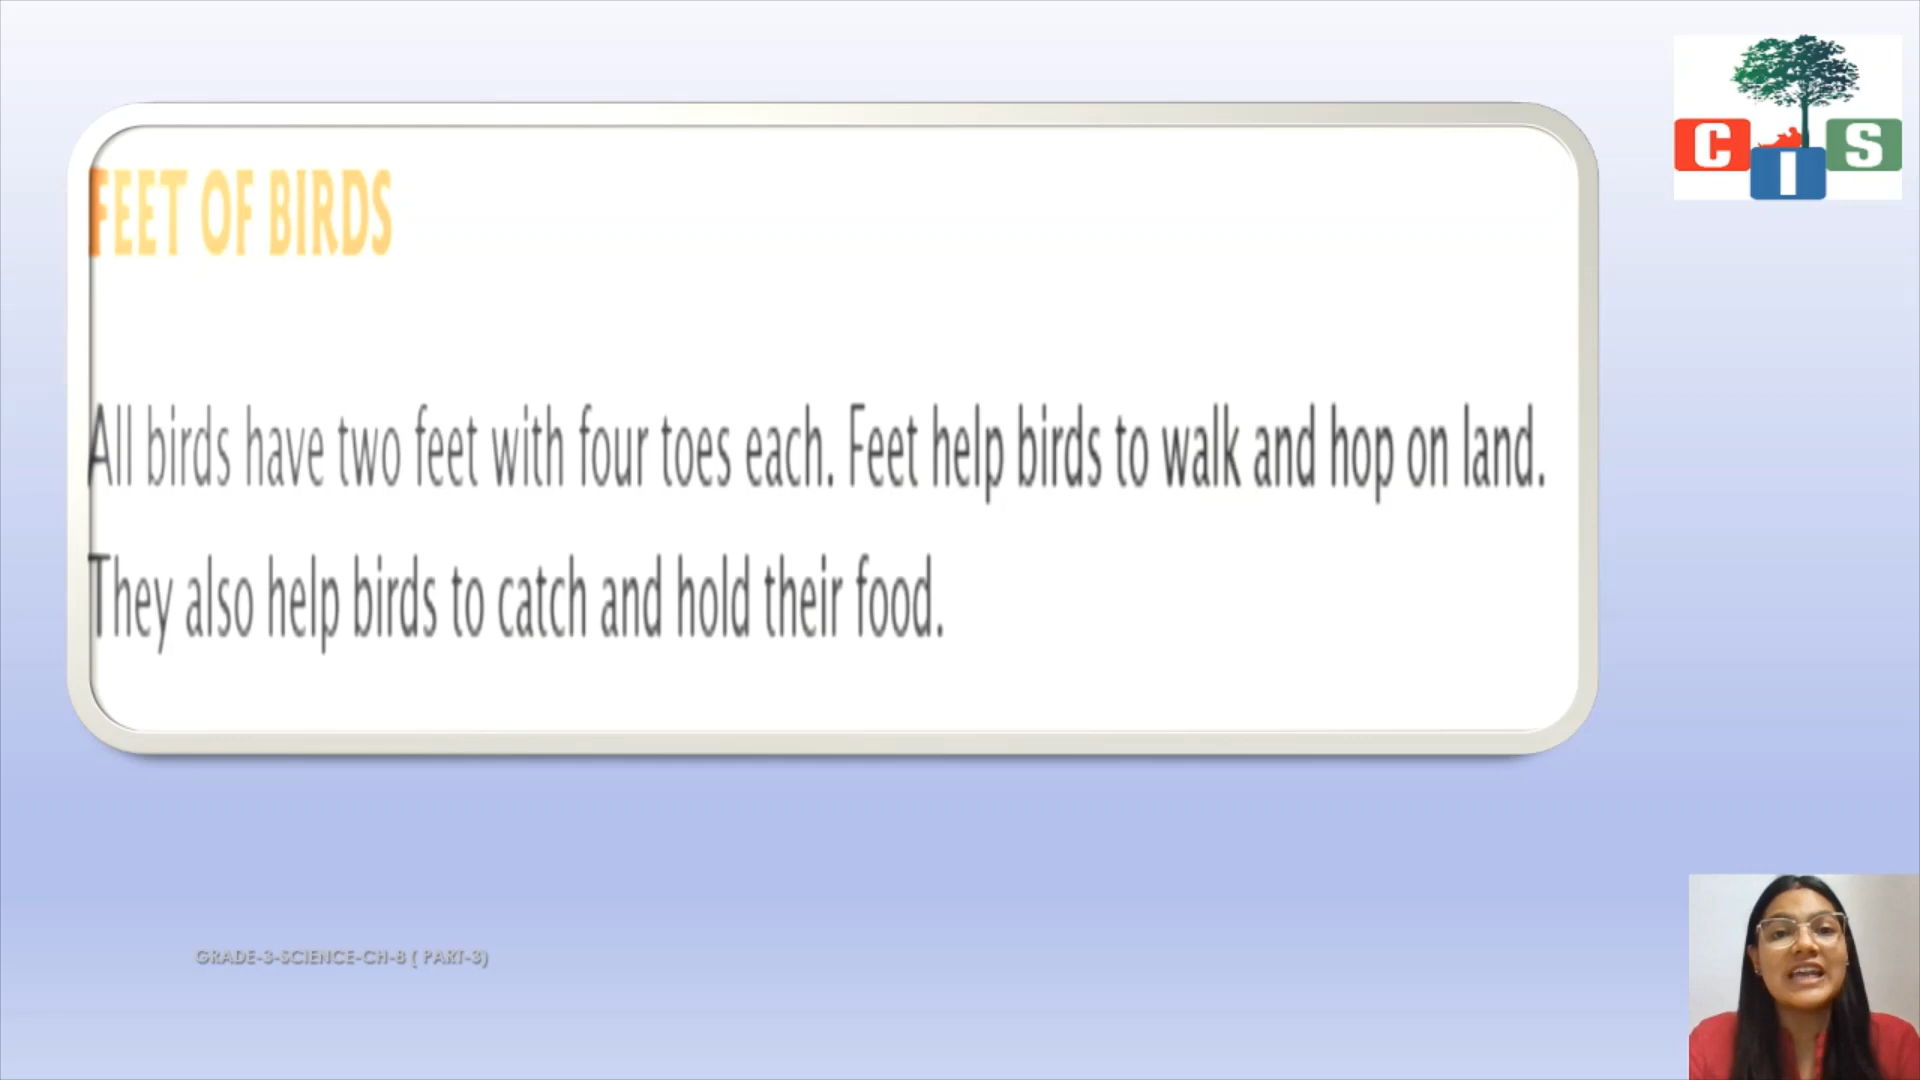 FEET OF BIRDS
All birds have two feet with four toes each. Feet help birds to walk and hop on land.
They also help birds to catch and hold their food.
C I S
GRADE-3-SCIENCE-CH-8 ( PART-3)